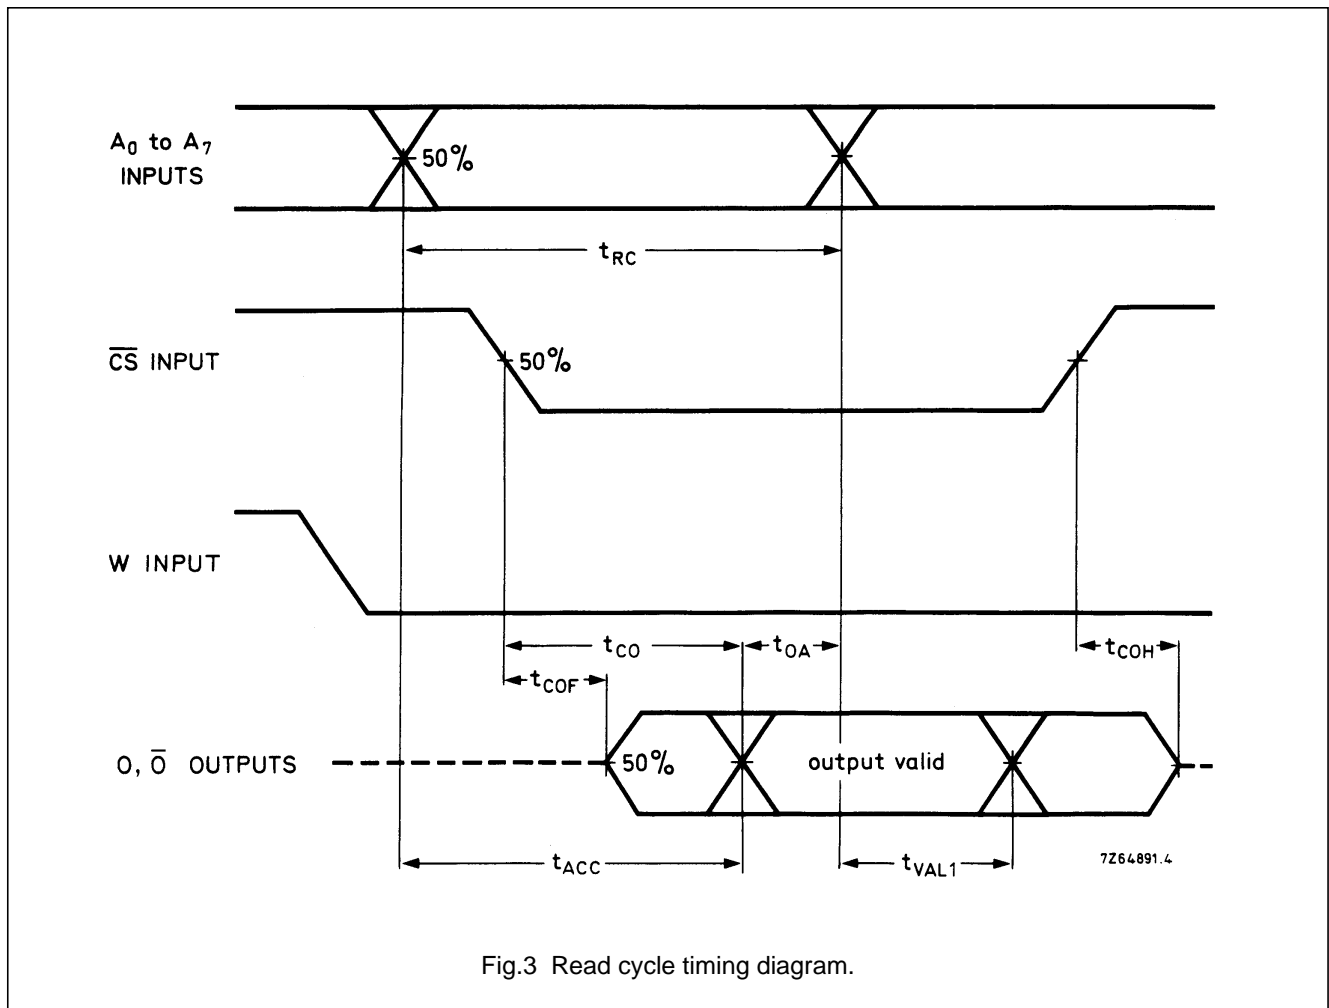 A₀ to A₇
INPUTS
50%
tRC
C̅S̅ INPUT
50%
W INPUT
tCO
tOA
tCOH
tCOF
O, O̅ OUTPUTS
50%
output valid
tACC
tVAL1
7Z64891.4
Fig.3 Read cycle timing diagram.